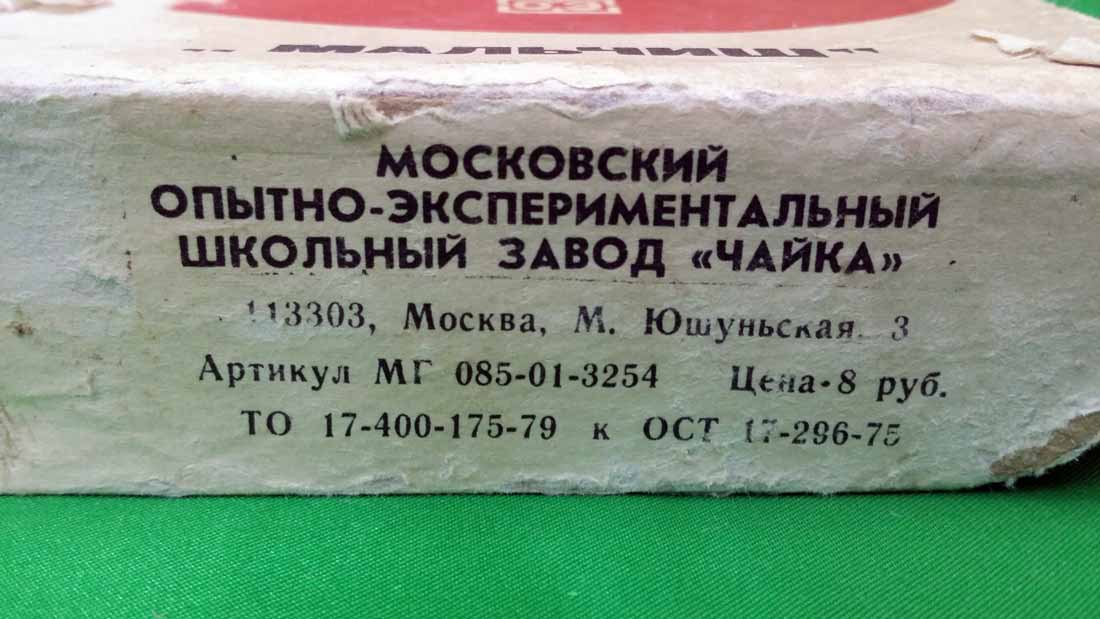 „МАЛЬЧИШ“
МОСКОВСКИЙ
ОПЫТНО-ЭКСПЕРИМЕНТАЛЬНЫЙ
ШКОЛЬНЫЙ ЗАВОД «ЧАЙКА»
113303, Москва, М. Юшуньская, 3
Артикул МГ 085-01-3254 Цена-8 руб.
ТО 17-400-175-79 к ОСТ 17-296-75